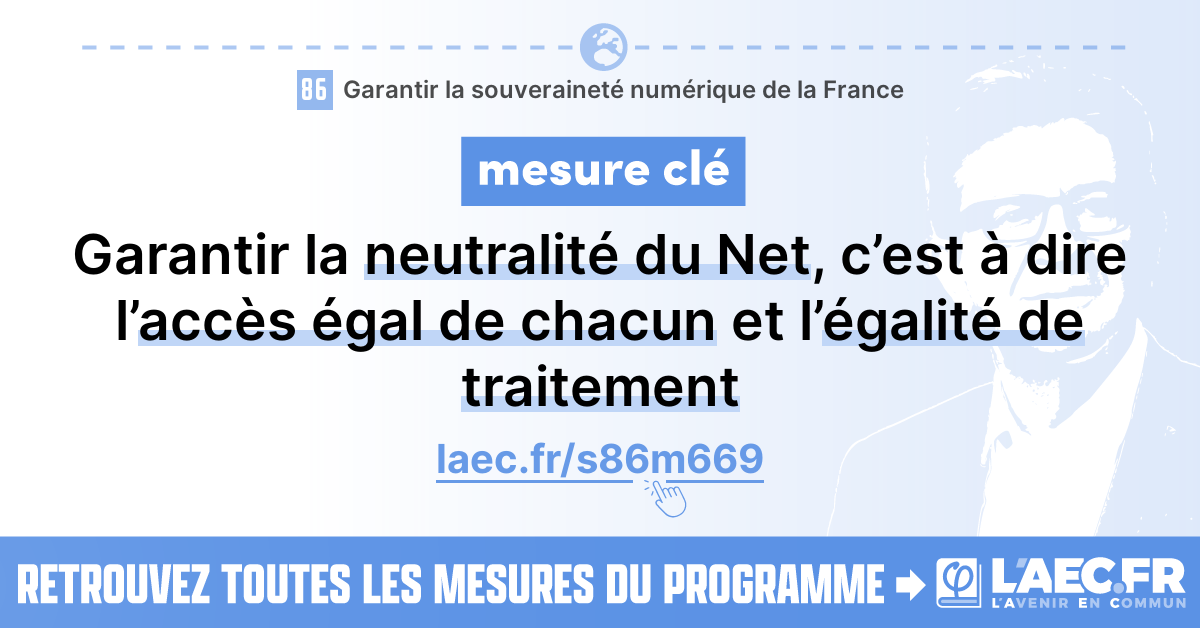 86 Garantir la souveraineté numérique de la France
mesure clé
Garantir la neutralité du Net, c’est à dire
l’accès égal de chacun et l’égalité de
traitement
laec.fr/s86m669
RETROUVEZ TOUTES LES MESURES DU PROGRAMME
φ L'AEC.FR
L'AVENIR EN COMMUN